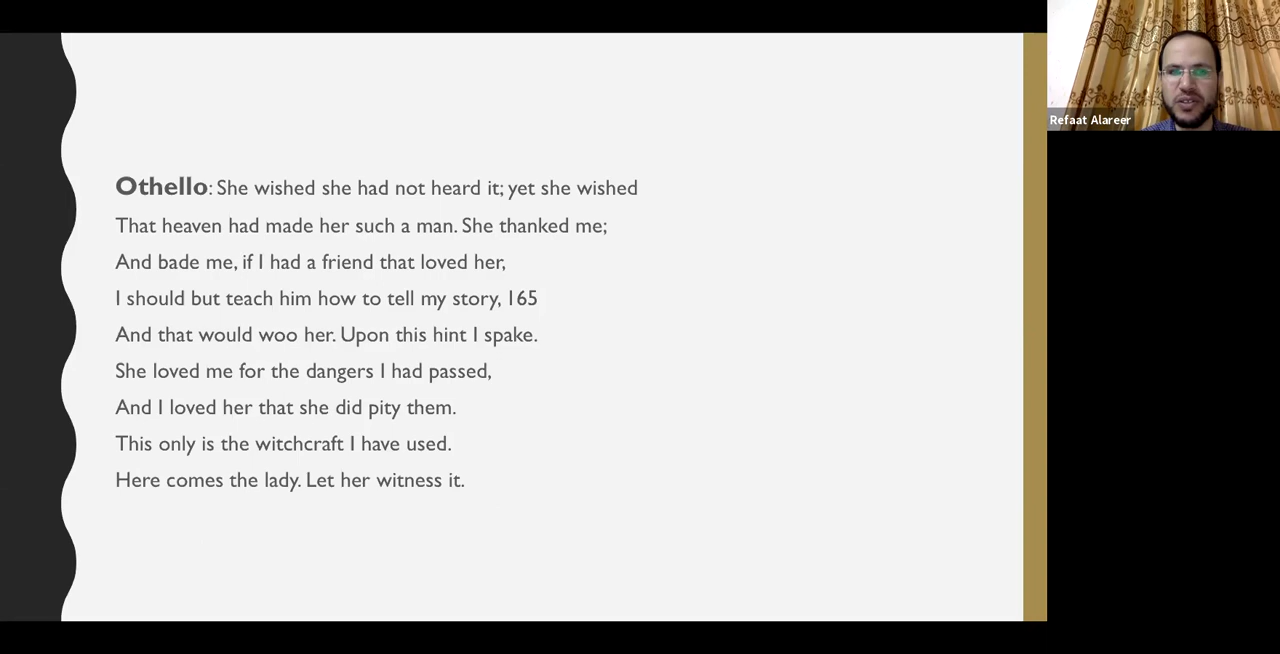 Othello: She wished she had not heard it; yet she wished
That heaven had made her such a man. She thanked me;
And bade me, if I had a friend that loved her,
I should but teach him how to tell my story, 165
And that would woo her. Upon this hint I spake.
She loved me for the dangers I had passed,
And I loved her that she did pity them.
This only is the witchcraft I have used.
Here comes the lady. Let her witness it.
Refaat Alareer